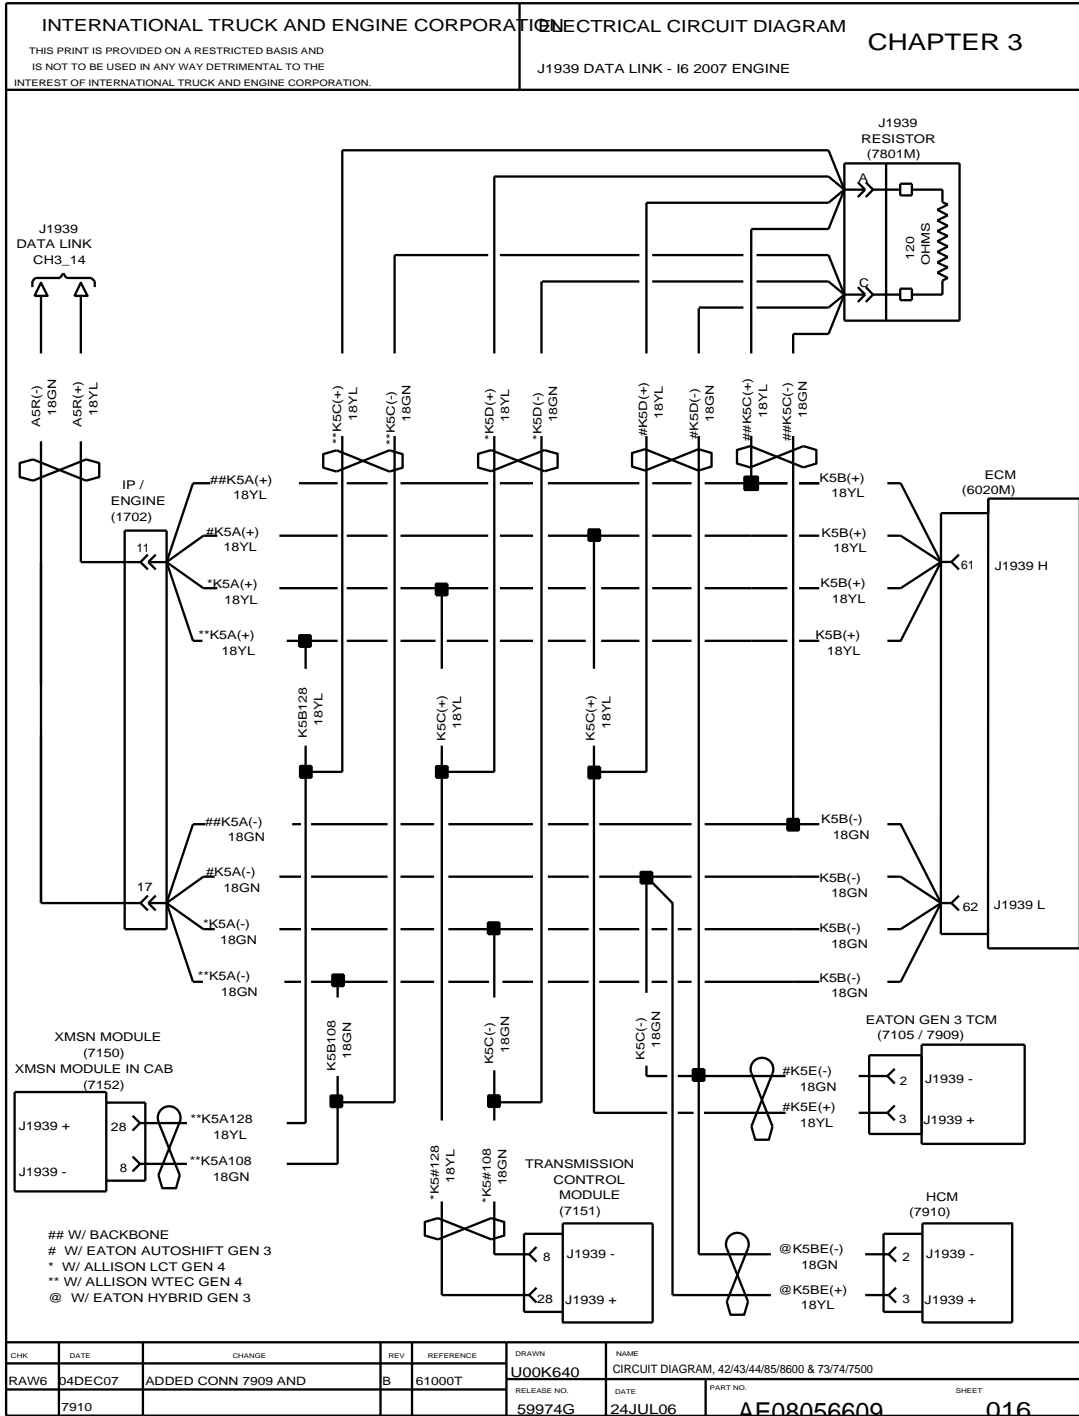 INTERNATIONAL TRUCK AND ENGINE CORPORATION
THIS PRINT IS PROVIDED ON A RESTRICTED BASIS AND
IS NOT TO BE USED IN ANY WAY DETRIMENTAL TO THE
INTEREST OF INTERNATIONAL TRUCK AND ENGINE CORPORATION.
ELECTRICAL CIRCUIT DIAGRAM
J1939 DATA LINK - I6 2007 ENGINE
CHAPTER 3
J1939
RESISTOR
(7801M)
A
C
120
OHMS
J1939
DATA LINK
CH3_14
A5R(-)
18GN
A5R(+)
18YL
**K5C(+)
18YL
**K5C(-)
18GN
*K5D(+)
18YL
*K5D(-)
18GN
#K5D(+)
18YL
#K5D(-)
18GN
##K5C(+)
18YL
##K5C(-)
18GN
IP /
ENGINE
(1702)
11
17
##K5A(+)
18YL
#K5A(+)
18YL
*K5A(+)
18YL
**K5A(+)
18YL
K5B(+)
18YL
K5B(+)
18YL
K5B(+)
18YL
K5B(+)
18YL
ECM
(6020M)
61
J1939 H
62
J1939 L
K5B128
18YL
K5C(+)
18YL
K5C(+)
18YL
##K5A(-)
18GN
#K5A(-)
18GN
*K5A(-)
18GN
**K5A(-)
18GN
K5B(-)
18GN
K5B(-)
18GN
K5B(-)
18GN
K5B(-)
18GN
K5B108
18GN
K5C(-)
18GN
K5C(-)
18GN
XMSN MODULE
(7150)
XMSN MODULE IN CAB
(7152)
J1939 +
28
J1939 -
8
**K5A128
18YL
**K5A108
18GN
*K5#128
18YL
*K5#108
18GN
TRANSMISSION
CONTROL
MODULE
(7151)
8
J1939 -
28
J1939 +
EATON GEN 3 TCM
(7105 / 7909)
#K5E(-)
18GN
2
J1939 -
#K5E(+)
18YL
3
J1939 +
HCM
(7910)
@K5BE(-)
18GN
2
J1939 -
@K5BE(+)
18YL
3
J1939 +
## W/ BACKBONE
# W/ EATON AUTOSHIFT GEN 3
* W/ ALLISON LCT GEN 4
** W/ ALLISON WTEC GEN 4
@ W/ EATON HYBRID GEN 3
CHK DATE CHANGE REV REFERENCE
RAW6 04DEC07 ADDED CONN 7909 AND B 61000T
7910
DRAWN
U00K640
NAME
CIRCUIT DIAGRAM, 42/43/44/85/8600 & 73/74/7500
RELEASE NO.
59974G
DATE
24JUL06
PART NO.
AE08056609
SHEET
016